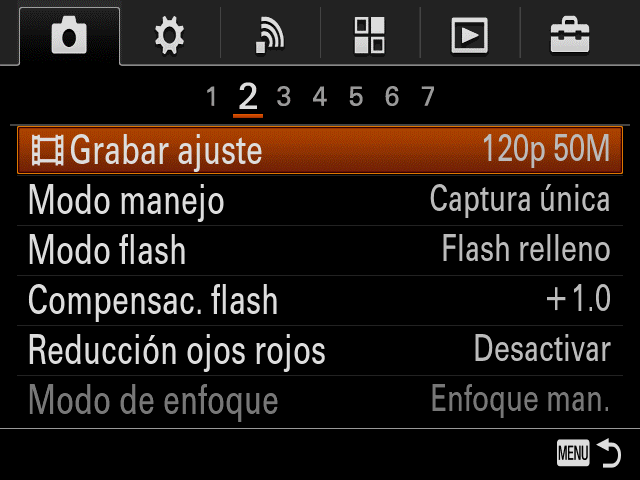 1 2 3 4 5 6 7
Grabar ajuste 120p 50M
Modo manejo Captura única
Modo flash Flash relleno
Compensac. flash +1.0
Reducción ojos rojos Desactivar
Modo de enfoque Enfoque man.
MENU